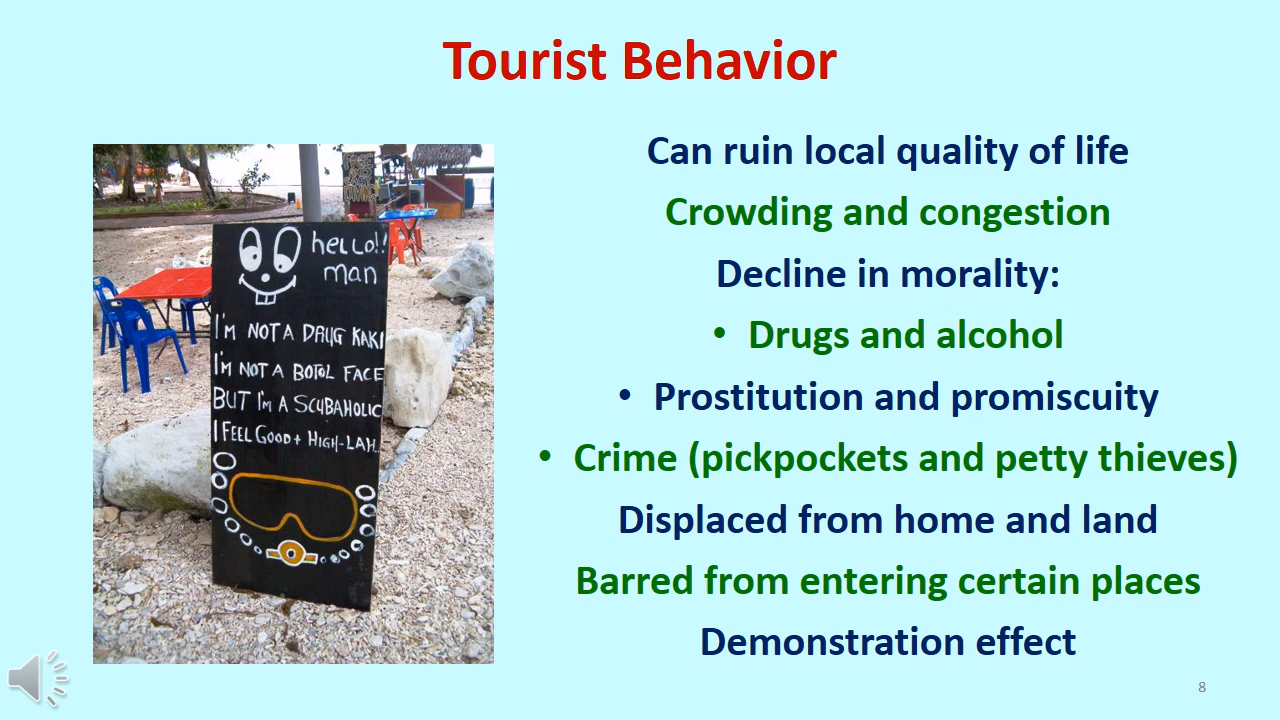 Tourist Behavior
hello!!
man
I'M NOT A DRUG KAKI
I'M NOT A BOTOL FACE
BUT I'M A SCUBAHOLIC
I FEEL GOOD + HIGH-LAH..
Can ruin local quality of life
Crowding and congestion
Decline in morality:
• Drugs and alcohol
• Prostitution and promiscuity
• Crime (pickpockets and petty thieves)
Displaced from home and land
Barred from entering certain places
Demonstration effect
8